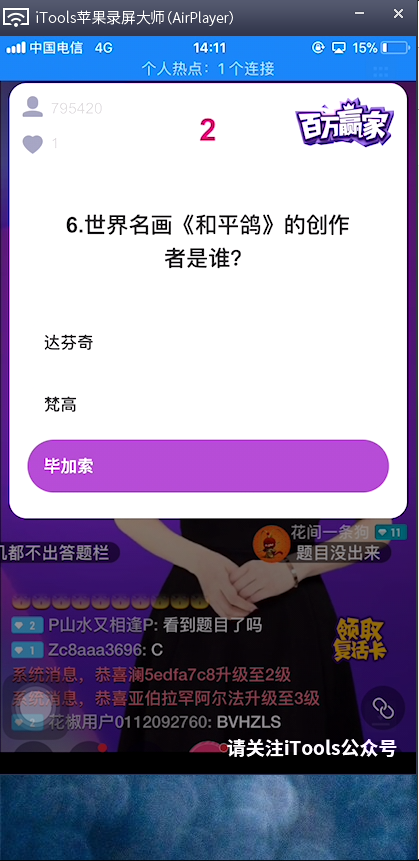 iTools苹果录屏大师(AirPlayer)
中国电信 4G 14:11 15%
个人热点：1 个连接
795420
2
百万赢家
1
6.世界名画《和平鸽》的创作
者是谁?
达芬奇
梵高
毕加索
花间一条狗 11
几都不出答题栏
题目没出来
2 P山水又相逢P: 看到题目了吗
领取
复活卡
1 Zc8aaa3696: C
系统消息，恭喜澜5edfa7c8升级至2级
系统消息，恭喜亚伯拉罕阿尔法升级至3级
2 花椒用户0112092760: BVHZLS
请关注iTools公众号